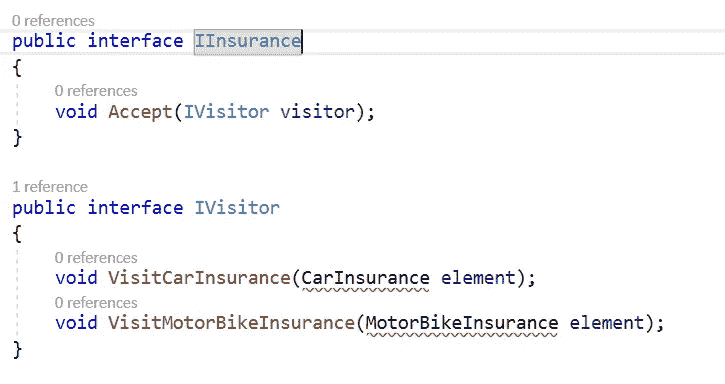 0 references
public interface IInsurance
{
0 references
void Accept(IVisitor visitor);
}
1 reference
public interface IVisitor
{
0 references
void VisitCarInsurance(CarInsurance element);
0 references
void VisitMotorBikeInsurance(MotorBikeInsurance element);
}